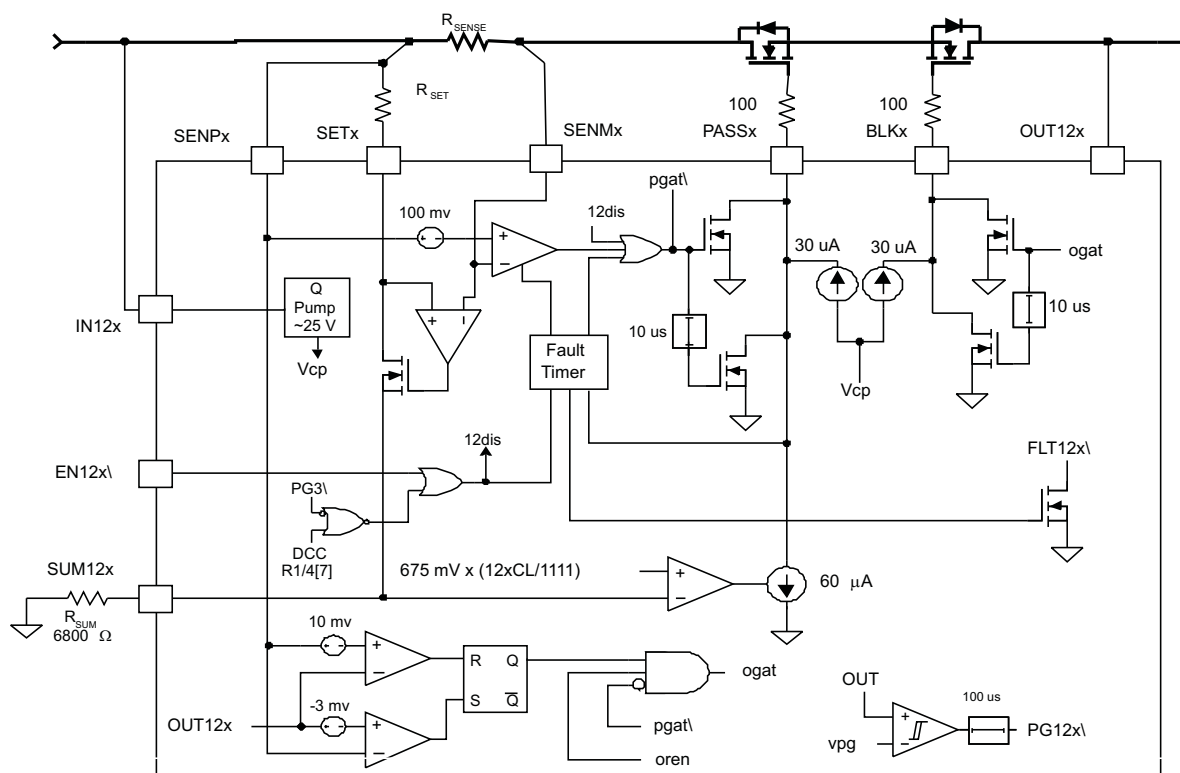 RSENSE
RSET
100
100
SENPx
SETx
SENMx
PASSx
BLKx
OUT12x
pgat\
100 mv
12dis
30 uA
30 uA
ogat
+
−
Q
Pump
~25 V
10 us
10 us
IN12x
+
−
Vcp
Fault
Timer
Vcp
12dis
FLT12x\
EN12x\
PG3\
DCC
R1/4[7]
SUM12x
675 mV x (12xCL/1111)
+
−
60 µA
RSUM
6800 Ω
10 mv
+
−
R Q
ogat
S Q
OUT
100 us
OUT12x
-3 mv
+
−
pgat\
+
−
vpg
PG12x\
oren